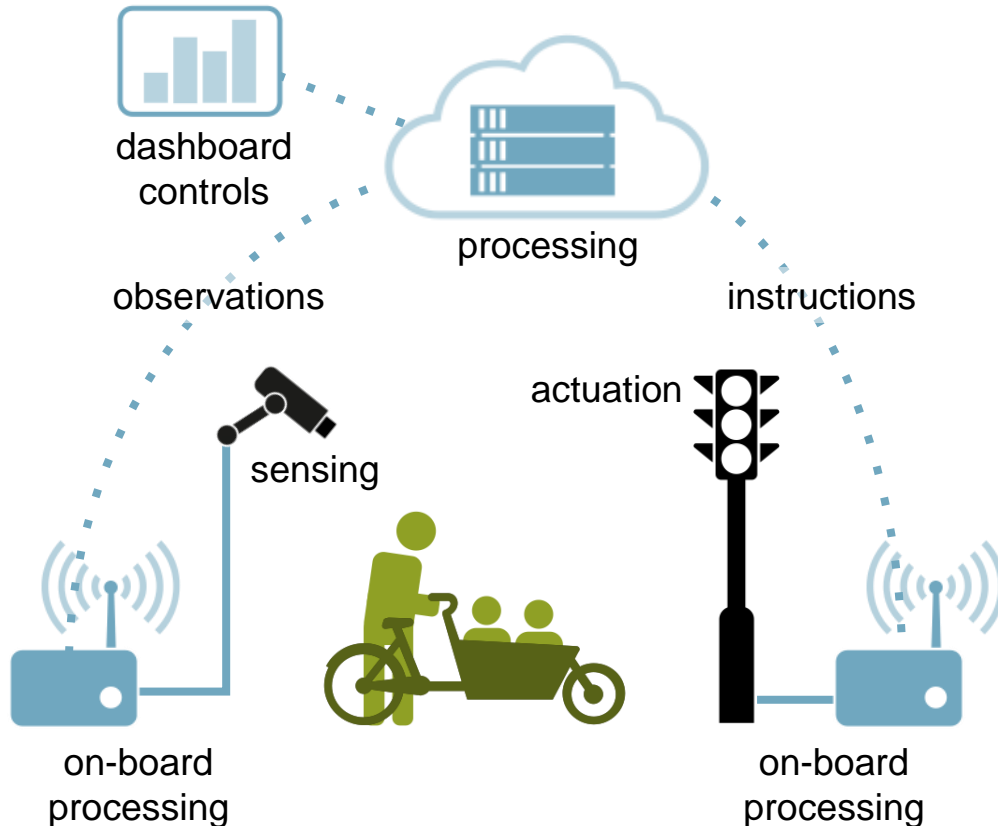 dashboard
controls
processing
observations
instructions
actuation
sensing
on-board
processing
on-board
processing